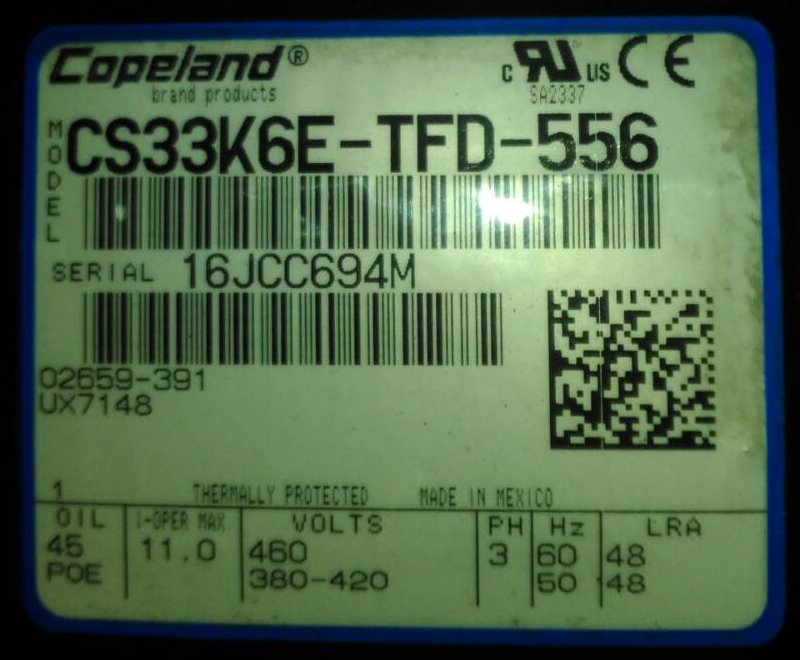 Copeland®
brand products
c RU US CE
SA2337
MODEL CS33K6E-TFD-556
SERIAL 16JCC694M
02659-391
UX7148
1 THERMALLY PROTECTED MADE IN MEXICO
OIL I-OPER MAX VOLTS PH Hz LRA
45 11.0 460 3 60 48
POE 380-420 50 48